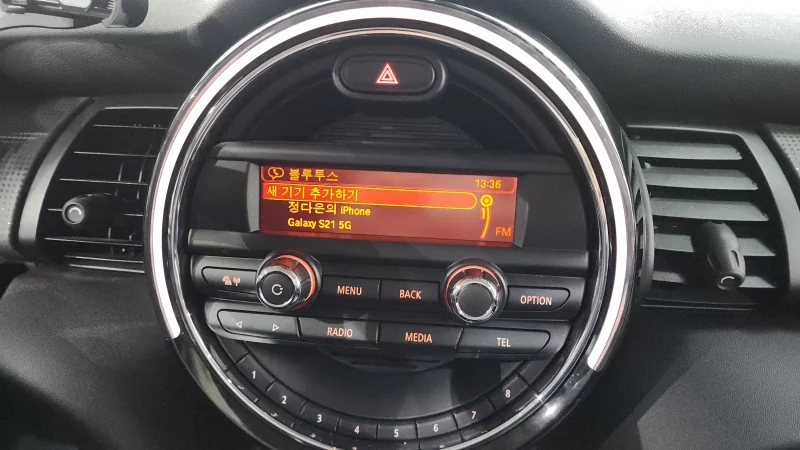 블루투스 13:36
새 기기 추가하기
정다운의 iPhone
Galaxy S21 5G
FM
MENU BACK OPTION
RADIO MEDIA TEL
1 2 3 4 5 6 7 8